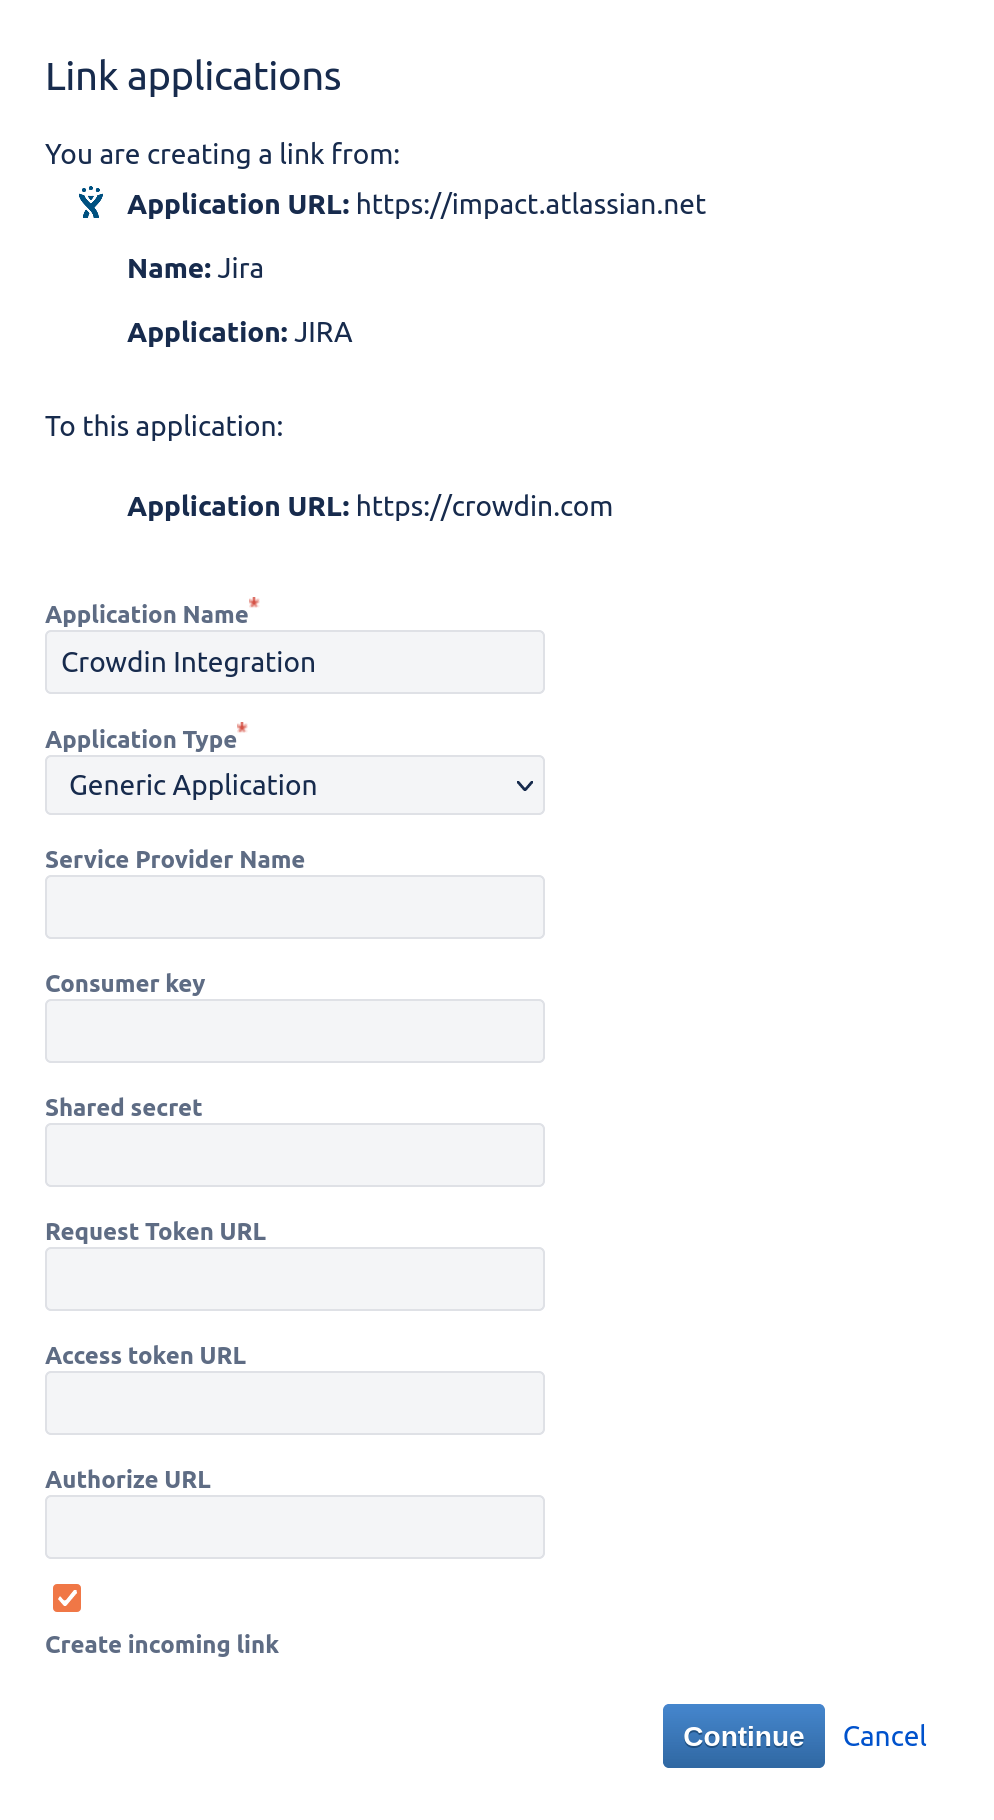 Link applications
You are creating a link from:
Application URL: https://impact.atlassian.net
Name: Jira
Application: JIRA
To this application:
Application URL: https://crowdin.com
Application Name*
Crowdin Integration
Application Type*
Generic Application
Service Provider Name
Consumer key
Shared secret
Request Token URL
Access token URL
Authorize URL
Create incoming link
Continue Cancel